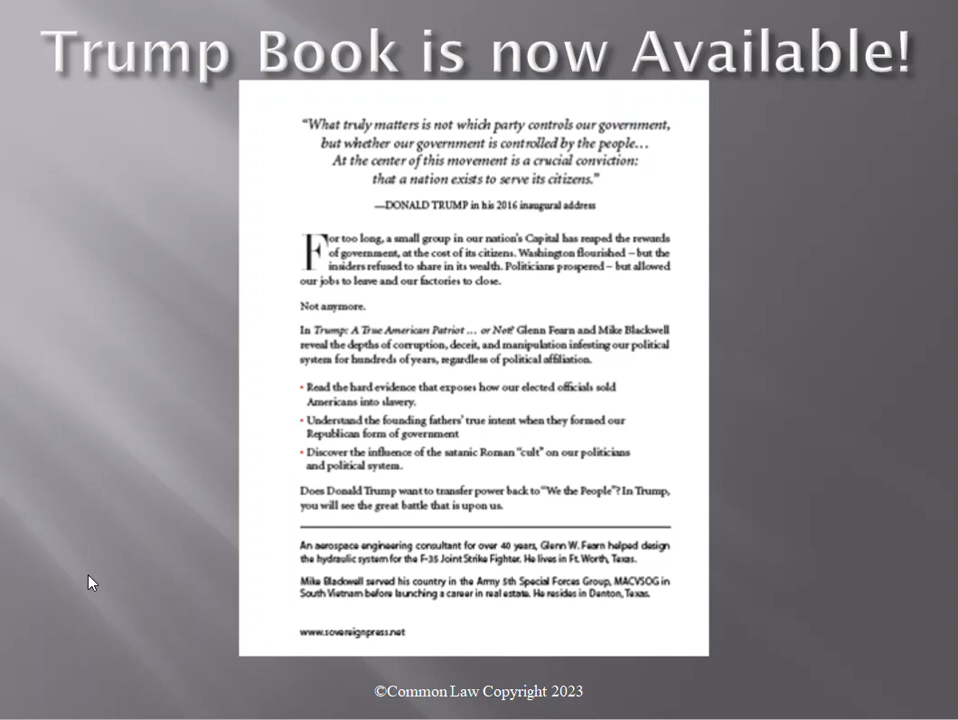 Trump Book is now Available!
“What truly matters is not which party controls our government,
but whether our government is controlled by the people…
At the center of this movement is a crucial conviction:
that a nation exists to serve its citizens.”
—DONALD TRUMP in his 2016 inaugural address
For too long, a small group in our nation's Capital has reaped the rewards
of government, at the cost of its citizens. Washington flourished – but the
insiders refused to share in its wealth. Politicians prospered – but allowed
our jobs to leave and our factories to close.
Not anymore.
In Trump: A True American Patriot … or Not? Glenn Fearn and Mike Blackwell
reveal the depths of corruption, deceit, and manipulation infesting our political
system for hundreds of years, regardless of political affiliation.
• Read the hard evidence that exposes how our elected officials sold
Americans into slavery.
• Understand the founding fathers' true intent when they formed our
Republican form of government
• Discover the influence of the satanic Roman “cult” on our politicians
and political system.
Does Donald Trump want to transfer power back to “We the People”? In Trump,
you will see the great battle that is upon us.
An aerospace engineering consultant for over 40 years, Glenn W. Fearn helped design
the hydraulic system for the F-35 Joint Strike Fighter. He lives in Ft. Worth, Texas.
Mike Blackwell served his country in the Army 5th Special Forces Group, MACVSOG in
South Vietnam before launching a career in real estate. He resides in Denton, Texas.
www.sovereignpress.net
©Common Law Copyright 2023